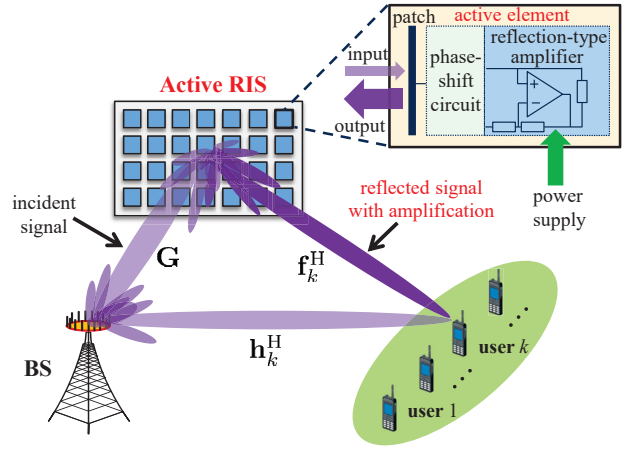 patch
active element
reflection-type
amplifier
phase-
shift
circuit
input
output
+
−
power
supply
Active RIS
incident
signal
reflected signal
with amplification
G
f_k^H
h_k^H
BS
user k
user 1